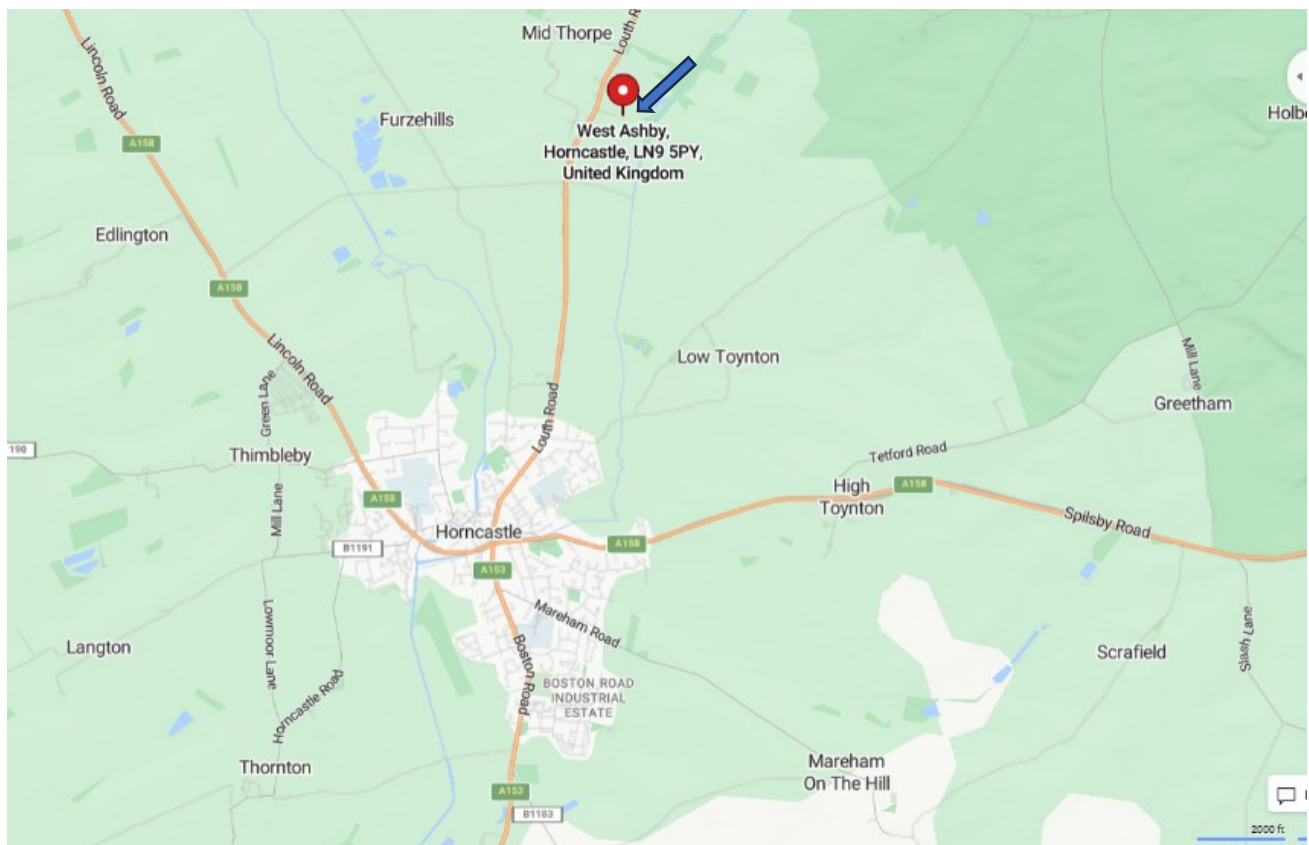 Mid Thorpe
Louth Road
Lincoln Road
A158
Furzehills
West Ashby,
Horncastle, LN9 5PY,
United Kingdom
Edlington
A158
Lincoln Road
Low Toynton
Mill Lane
Greetham
Green Lane
Louth Road
190
Thimbleby
Tetford Road
High
Toynton
A158
Spilsby Road
Mill Lane
A158
Horncastle
B1191
A158
A153
Mareham Road
Lowmoor Lane
Langton
Boston Road
Scrafield
BOSTON ROAD
INDUSTRIAL
ESTATE
Horncastle Road
Thornton
Mareham
On The Hill
A153
B1183
2000 ft